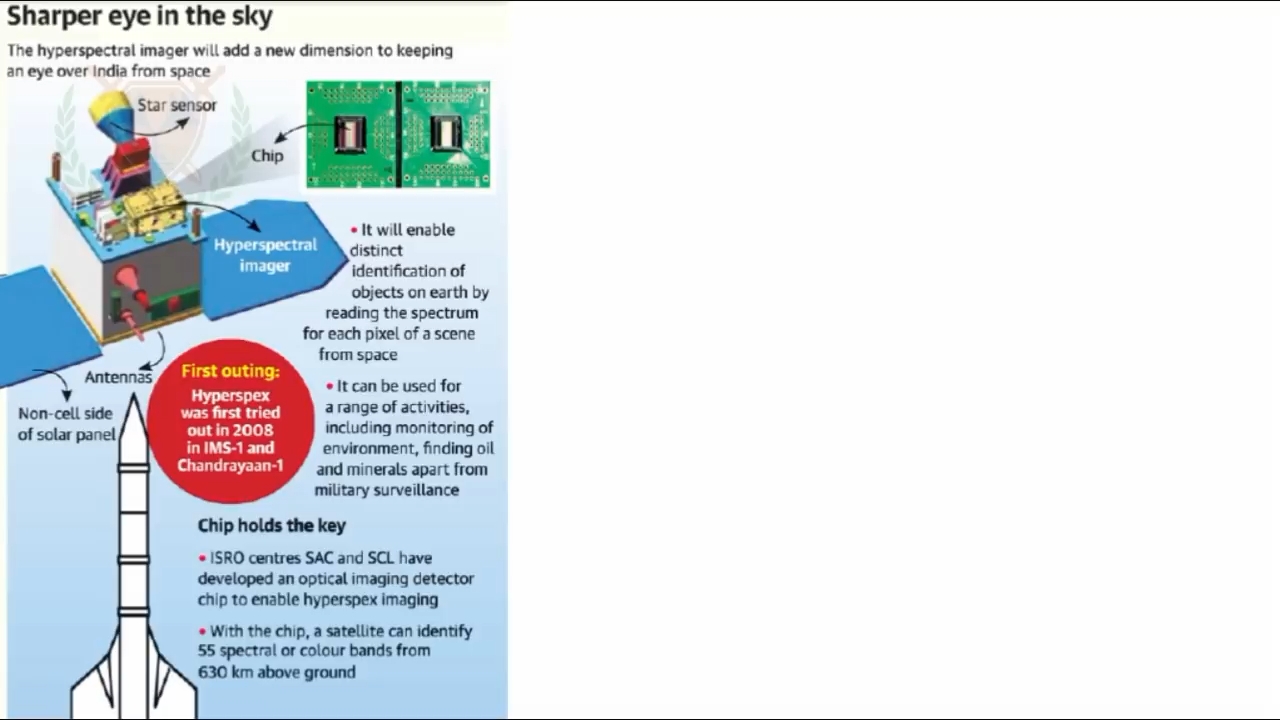 Sharper eye in the sky
The hyperspectral imager will add a new dimension to keeping
an eye over India from space
Star sensor
Chip
Hyperspectral
imager
• It will enable
distinct
identification of
objects on earth by
reading the spectrum
for each pixel of a scene
from space
Antennas
Non-cell side
of solar panel
First outing:
Hyperspex
was first tried
out in 2008
in IMS-1 and
Chandrayaan-1
• It can be used for
a range of activities,
including monitoring of
environment, finding oil
and minerals apart from
military surveillance
Chip holds the key
• ISRO centres SAC and SCL have
developed an optical imaging detector
chip to enable hyperspex imaging
• With the chip, a satellite can identify
55 spectral or colour bands from
630 km above ground